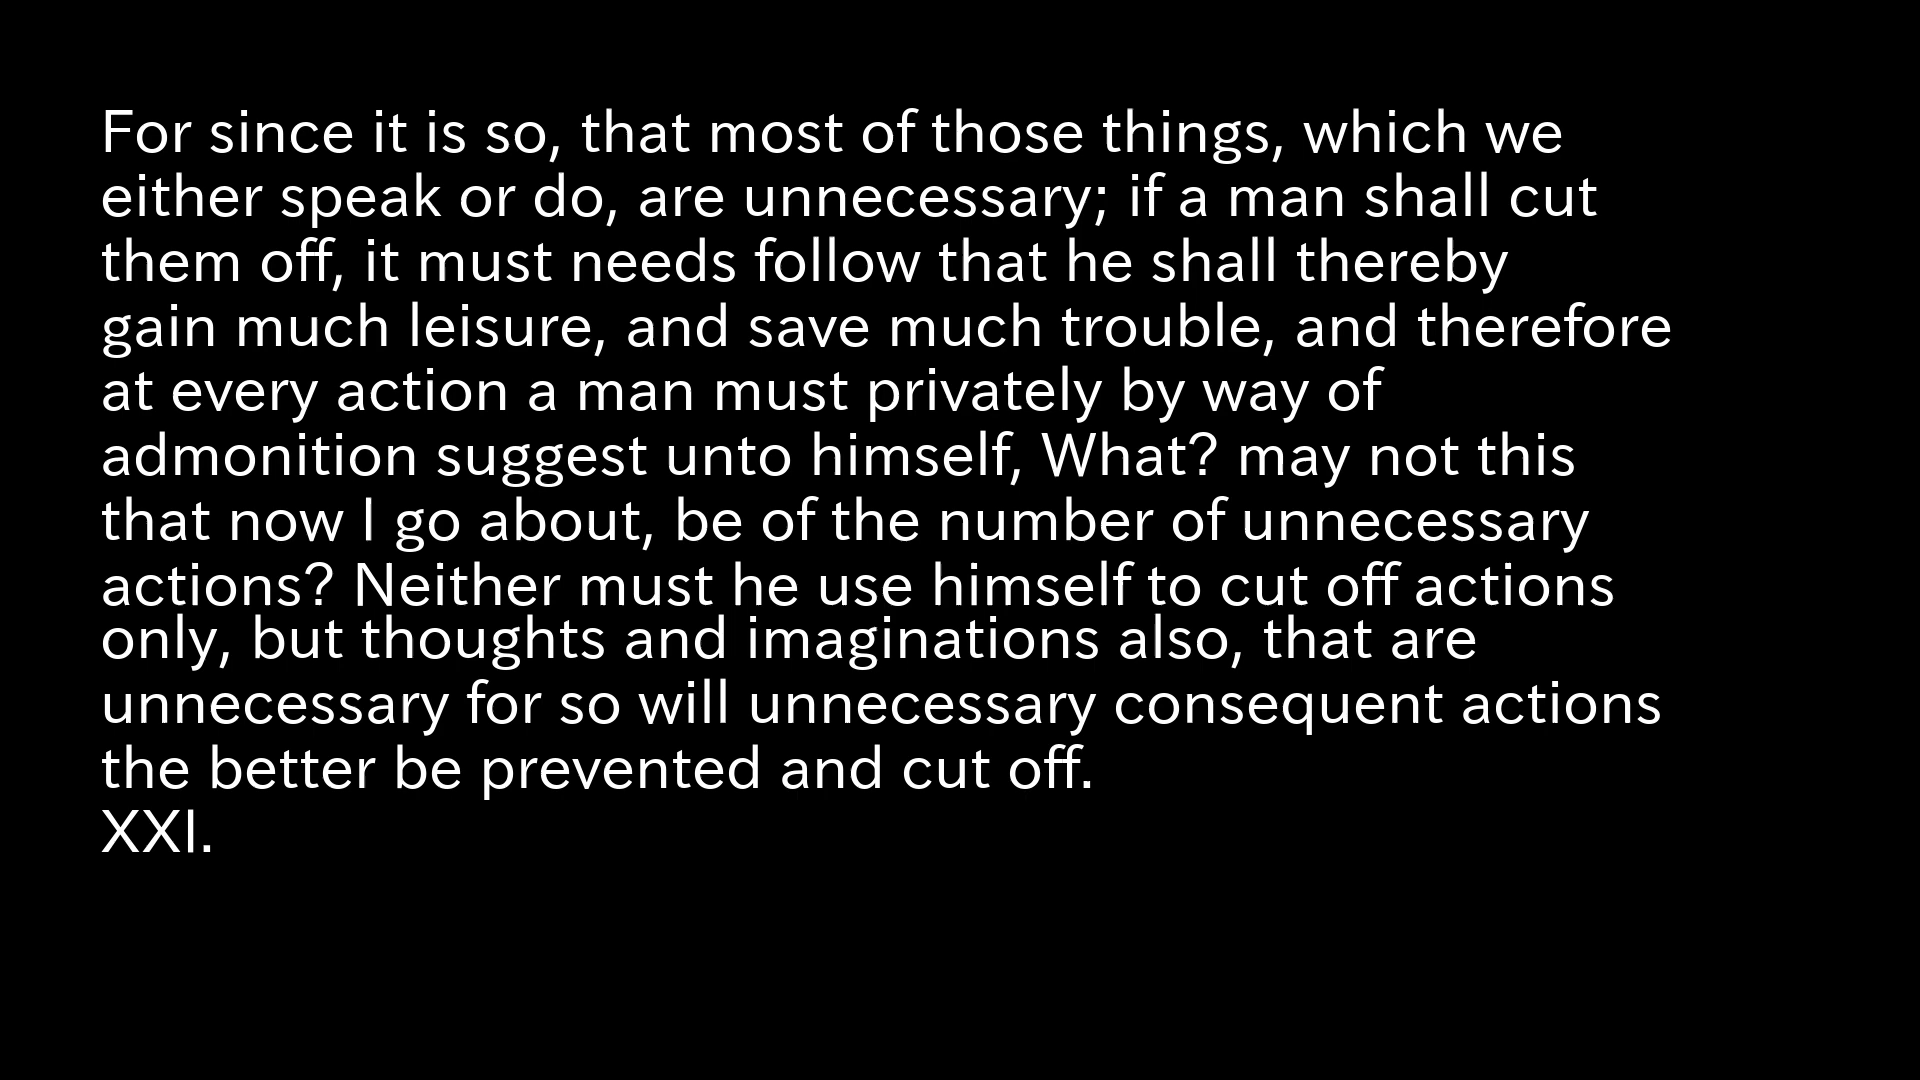 For since it is so, that most of those things, which we
either speak or do, are unnecessary; if a man shall cut
them off, it must needs follow that he shall thereby
gain much leisure, and save much trouble, and therefore
at every action a man must privately by way of
admonition suggest unto himself, What? may not this
that now I go about, be of the number of unnecessary
actions? Neither must he use himself to cut off actions
only, but thoughts and imaginations also, that are
unnecessary for so will unnecessary consequent actions
the better be prevented and cut off.
XXI.